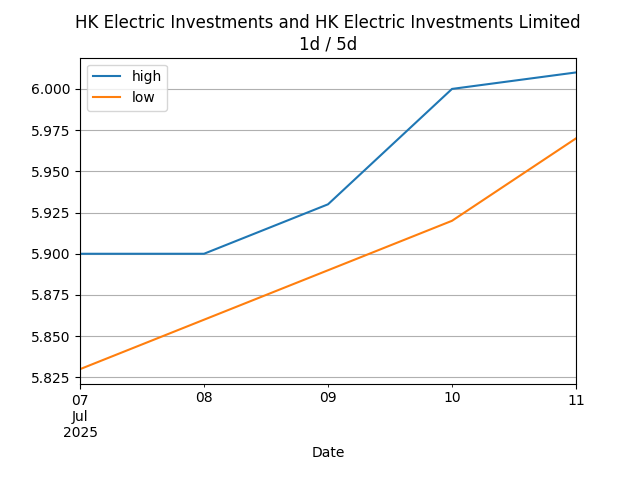 HK Electric Investments and HK Electric Investments Limited
1d / 5d
high
low
6.000
5.975
5.950
5.925
5.900
5.875
5.850
5.825
07 08 09 10 11
Jul
2025
Date